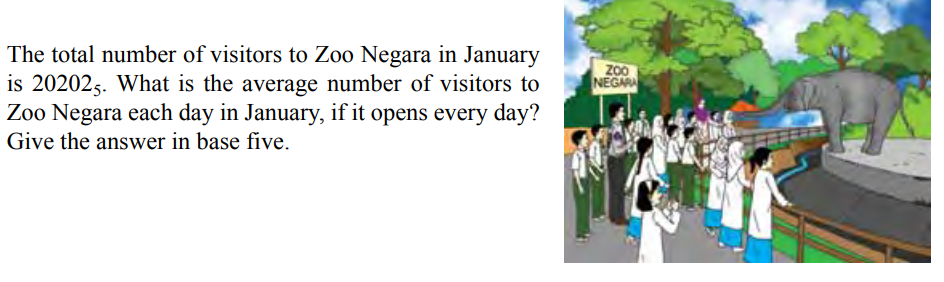 The total number of visitors to Zoo Negara in January
is 20202₅. What is the average number of visitors to
Zoo Negara each day in January, if it opens every day?
Give the answer in base five.
ZOO
NEGARA